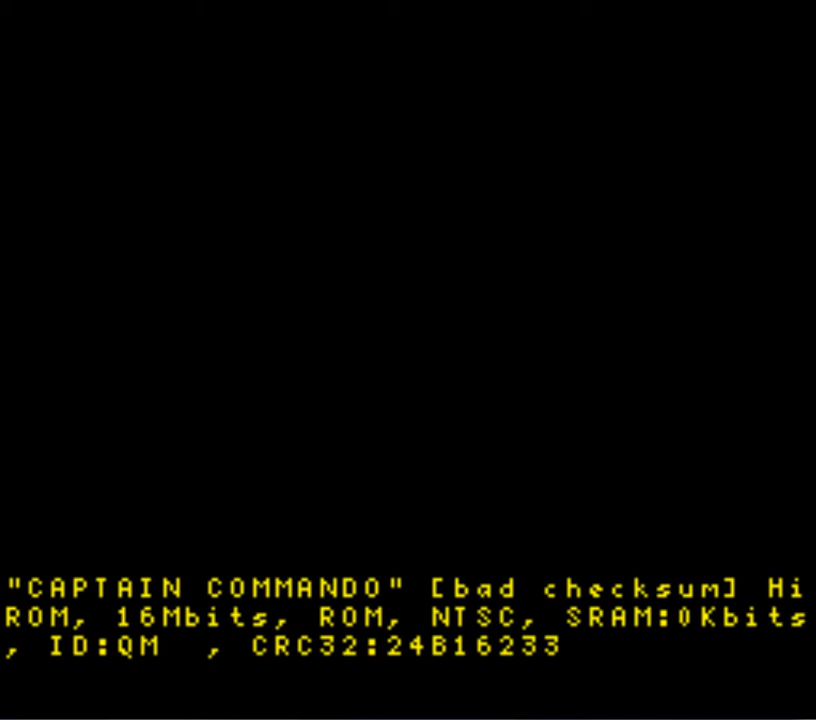 "CAPTAIN COMMANDO" [bad checksum] Hi
ROM, 16Mbits, ROM, NTSC, SRAM:0Kbits
, ID:QM  , CRC32:24B16233